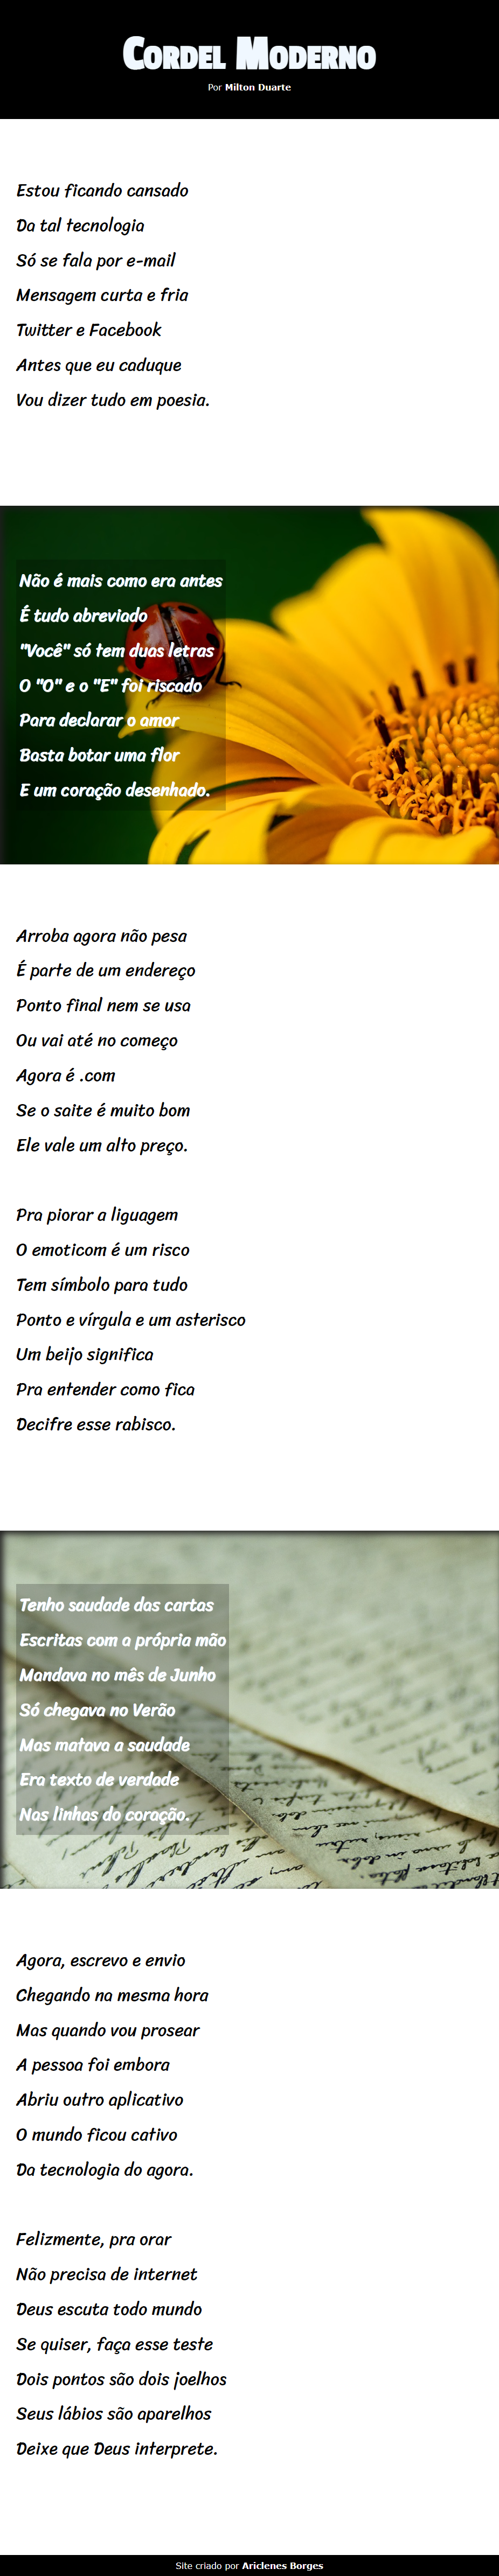 Cordel Moderno
Por Milton Duarte
Estou ficando cansado
Da tal tecnologia
Só se fala por e-mail
Mensagem curta e fria
Twitter e Facebook
Antes que eu caduque
Vou dizer tudo em poesia.
Não é mais como era antes
É tudo abreviado
"Você" só tem duas letras
O "O" e o "E" foi riscado
Para declarar o amor
Basta botar uma flor
E um coração desenhado.
Arroba agora não pesa
É parte de um endereço
Ponto final nem se usa
Ou vai até no começo
Agora é .com
Se o saite é muito bom
Ele vale um alto preço.
Pra piorar a liguagem
O emoticom é um risco
Tem símbolo para tudo
Ponto e vírgula e um asterisco
Um beijo significa
Pra entender como fica
Decifre esse rabisco.
Tenho saudade das cartas
Escritas com a própria mão
Mandava no mês de Junho
Só chegava no Verão
Mas matava a saudade
Era texto de verdade
Nas linhas do coração.
Agora, escrevo e envio
Chegando na mesma hora
Mas quando vou prosear
A pessoa foi embora
Abriu outro aplicativo
O mundo ficou cativo
Da tecnologia do agora.
Felizmente, pra orar
Não precisa de internet
Deus escuta todo mundo
Se quiser, faça esse teste
Dois pontos são dois joelhos
Seus lábios são aparelhos
Deixe que Deus interprete.
Site criado por Ariclenes Borges